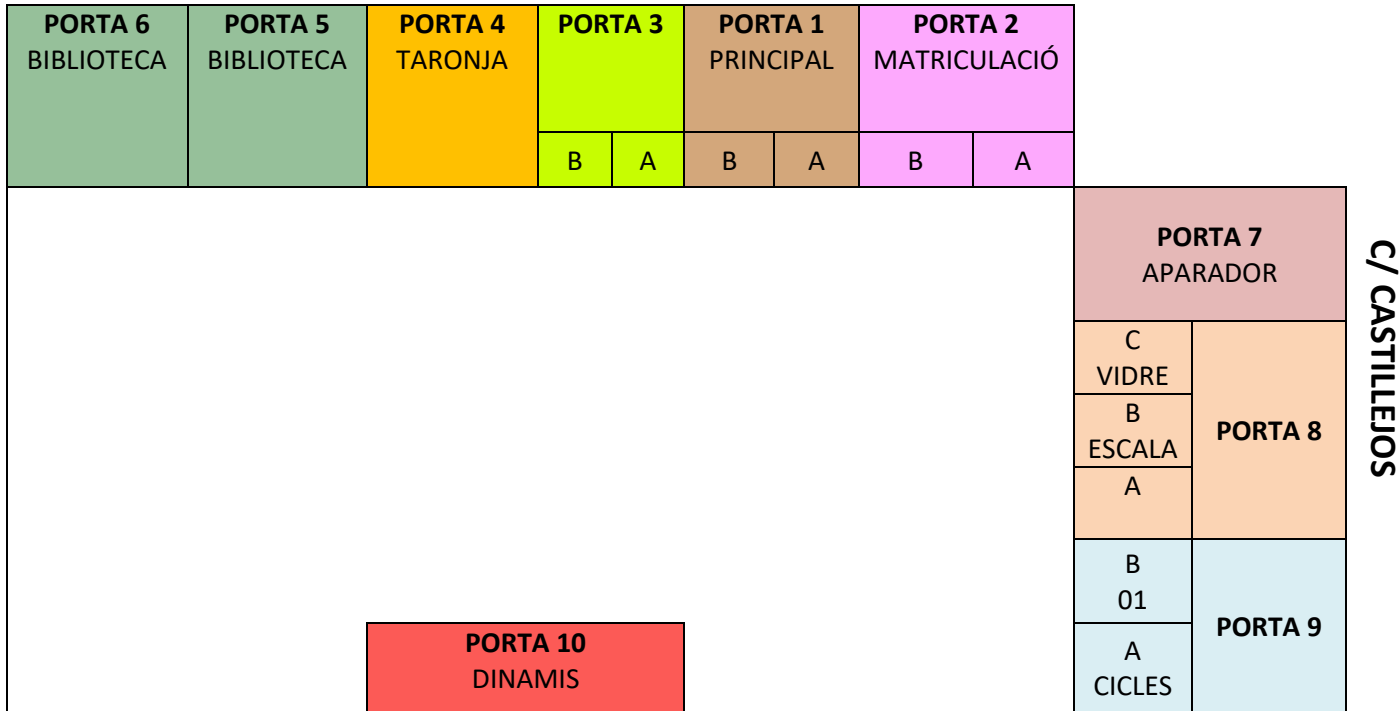 PORTA 6
BIBLIOTECA
PORTA 5
BIBLIOTECA
PORTA 4
TARONJA
PORTA 3
PORTA 1
PRINCIPAL
PORTA 2
MATRICULACIÓ
B
A
B
A
B
A
PORTA 7
APARADOR
C/ CASTILLEJOS
C
VIDRE
B
ESCALA
A
PORTA 8
B
01
A
CICLES
PORTA 9
PORTA 10
DINAMIS